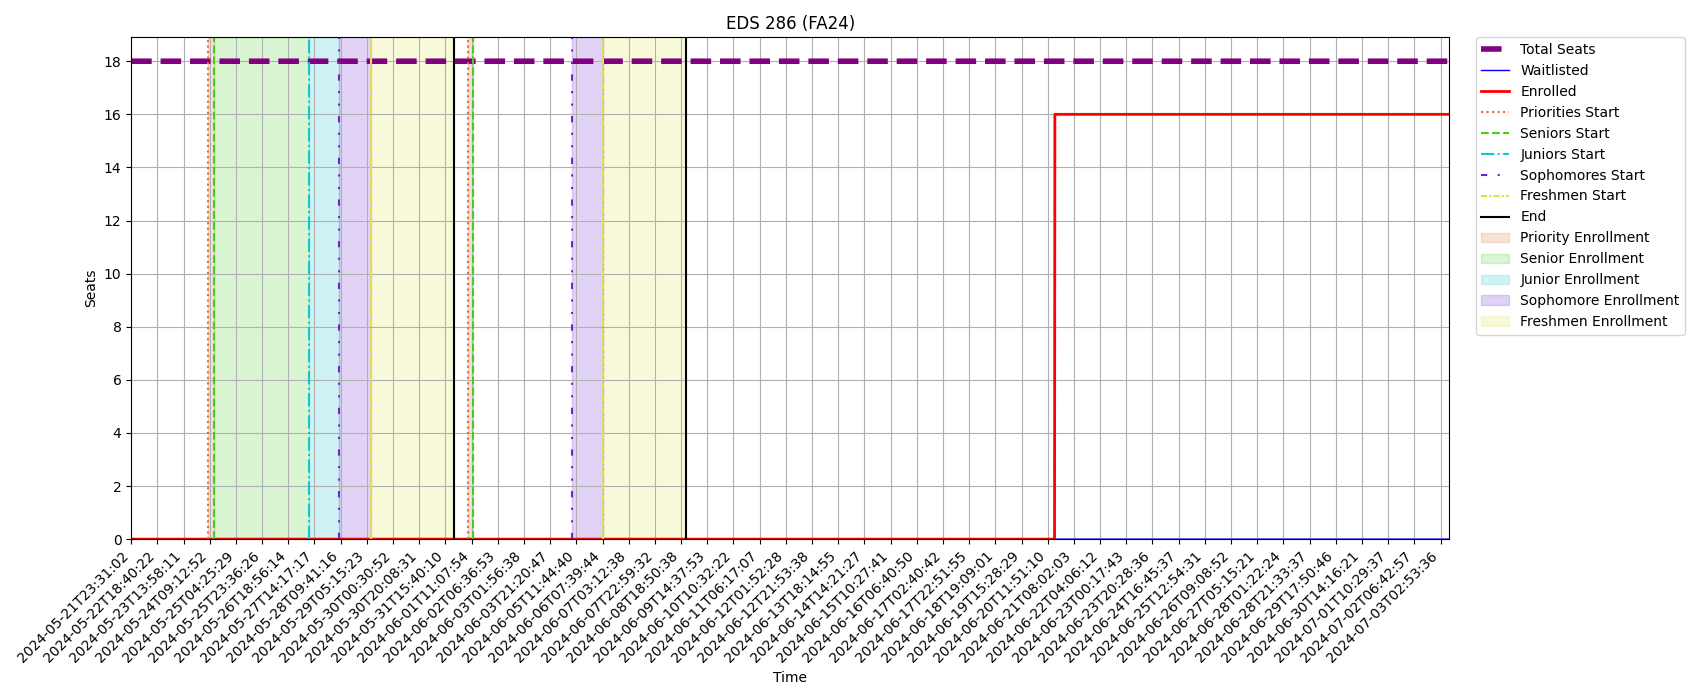 EDS 286 (FA24)
Seats
18
16
14
12
10
8
6
4
2
0
2024-05-21T23:31:02
2024-05-22T18:40:22
2024-05-23T13:58:11
2024-05-24T09:12:52
2024-05-25T04:25:29
2024-05-25T23:36:26
2024-05-26T18:56:14
2024-05-27T14:17:17
2024-05-28T09:41:16
2024-05-29T05:15:23
2024-05-30T00:30:52
2024-05-30T20:08:31
2024-05-31T15:40:10
2024-06-01T11:07:54
2024-06-02T06:36:53
2024-06-03T01:56:38
2024-06-03T21:20:47
2024-06-05T11:44:40
2024-06-06T07:39:44
2024-06-07T03:12:38
2024-06-07T22:59:32
2024-06-08T18:50:38
2024-06-09T14:37:53
2024-06-10T10:32:22
2024-06-11T06:17:07
2024-06-12T01:52:28
2024-06-12T21:53:38
2024-06-13T18:14:55
2024-06-14T14:21:27
2024-06-15T10:27:41
2024-06-16T06:40:50
2024-06-17T02:40:42
2024-06-17T22:51:55
2024-06-18T19:09:01
2024-06-19T15:28:29
2024-06-20T11:51:10
2024-06-21T08:02:03
2024-06-22T04:06:12
2024-06-23T00:17:43
2024-06-23T20:28:36
2024-06-24T16:45:37
2024-06-25T12:54:31
2024-06-26T09:08:52
2024-06-27T05:15:21
2024-06-28T01:22:24
2024-06-28T21:33:37
2024-06-29T17:50:46
2024-06-30T14:16:21
2024-07-01T10:29:37
2024-07-02T06:42:57
2024-07-03T02:53:36
Time
Total Seats
Waitlisted
Enrolled
Priorities Start
Seniors Start
Juniors Start
Sophomores Start
Freshmen Start
End
Priority Enrollment
Senior Enrollment
Junior Enrollment
Sophomore Enrollment
Freshmen Enrollment